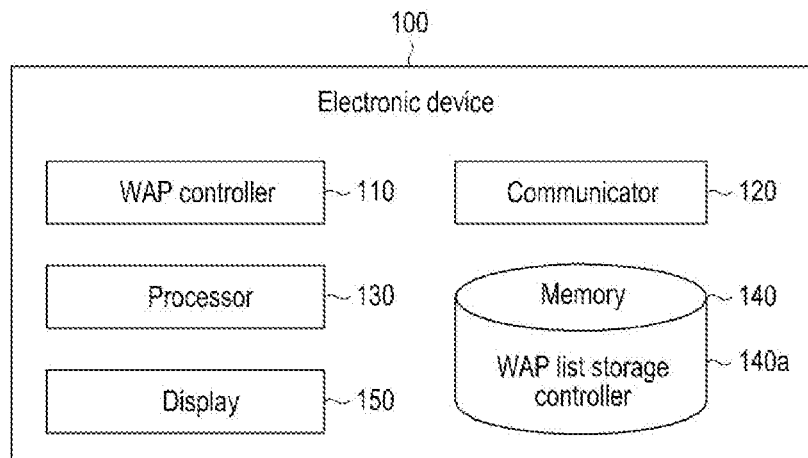 100
Electronic device
WAP controller 110
Communicator 120
Processor 130
Memory 140
WAP list storage 140a
controller
Display 150